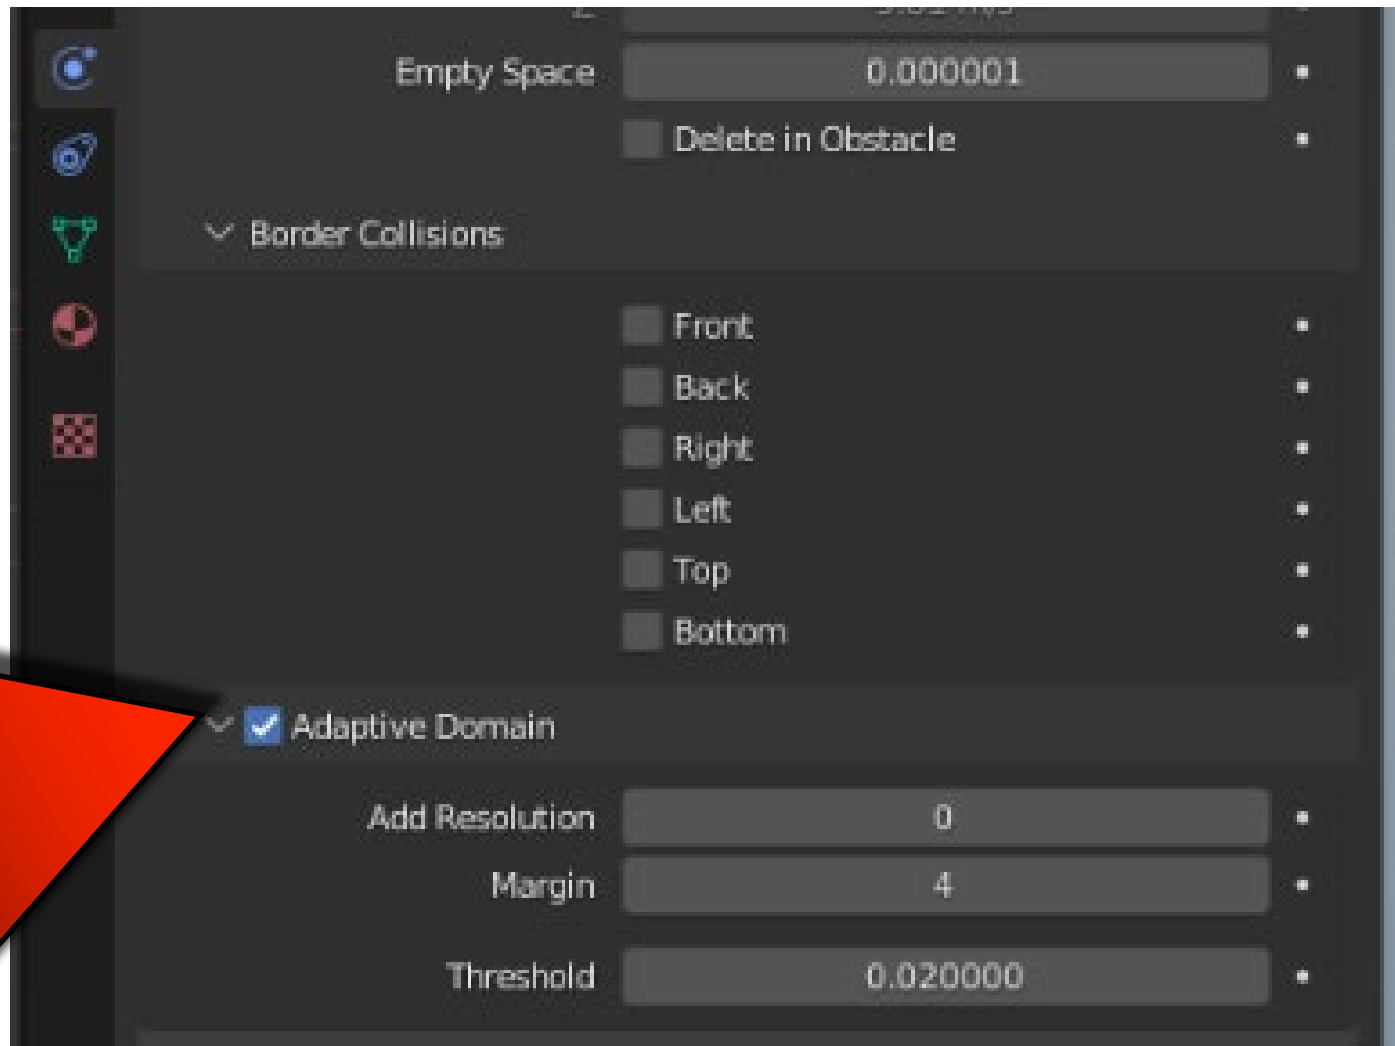 Empty Space 0.000001
Delete in Obstacle
Border Collisions
Front
Back
Right
Left
Top
Bottom
Adaptive Domain
Add Resolution 0
Margin 4
Threshold 0.020000